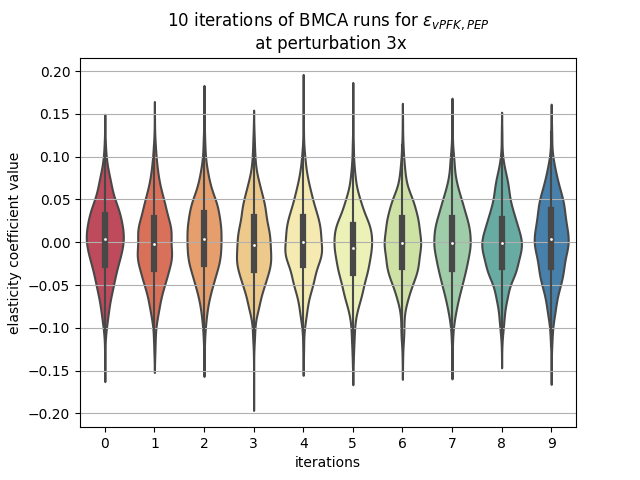 10 iterations of BMCA runs for ε_{vPFK, PEP}
at perturbation 3x
elasticity coefficient value
0.20
0.15
0.10
0.05
0.00
−0.05
−0.10
−0.15
−0.20
0 1 2 3 4 5 6 7 8 9
iterations